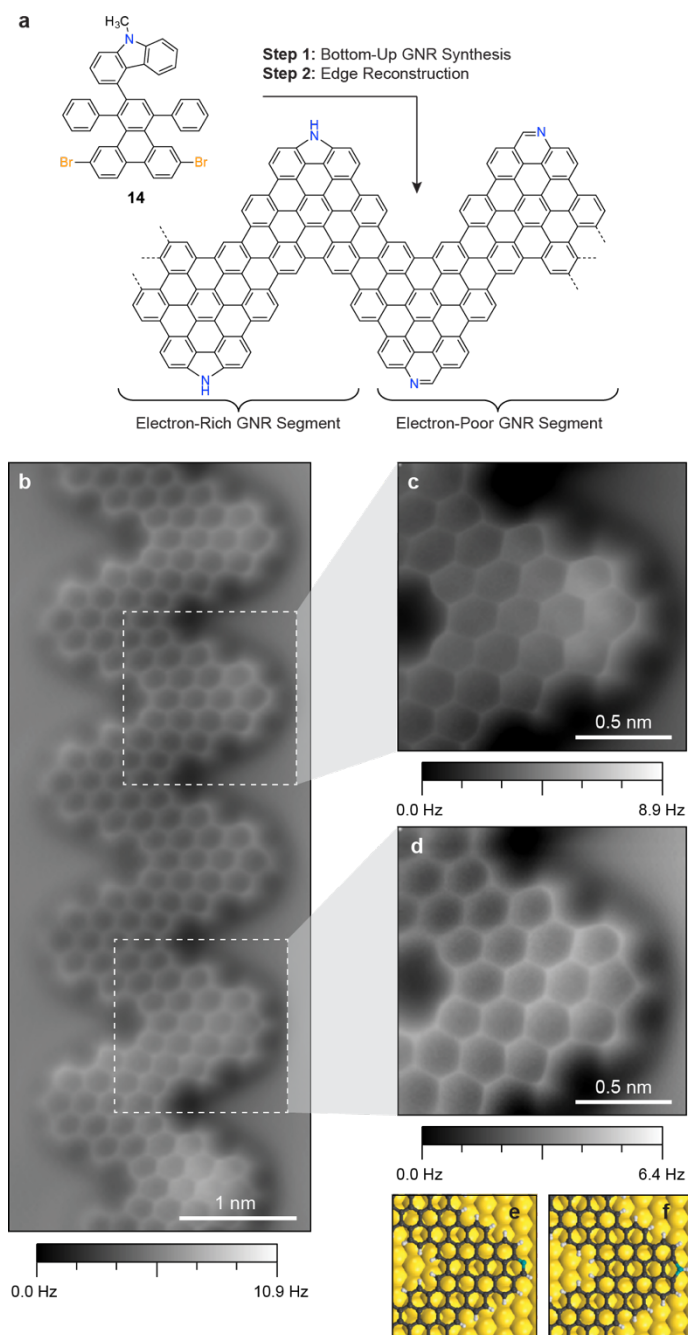 a
H₃C
N
Step 1: Bottom-Up GNR Synthesis
Step 2: Edge Reconstruction
H
N
N
Br
Br
14
N
H
N
Electron-Rich GNR Segment
Electron-Poor GNR Segment
b
c
0.5 nm
0.0 Hz
8.9 Hz
d
0.5 nm
0.0 Hz
6.4 Hz
1 nm
0.0 Hz
10.9 Hz
e
f